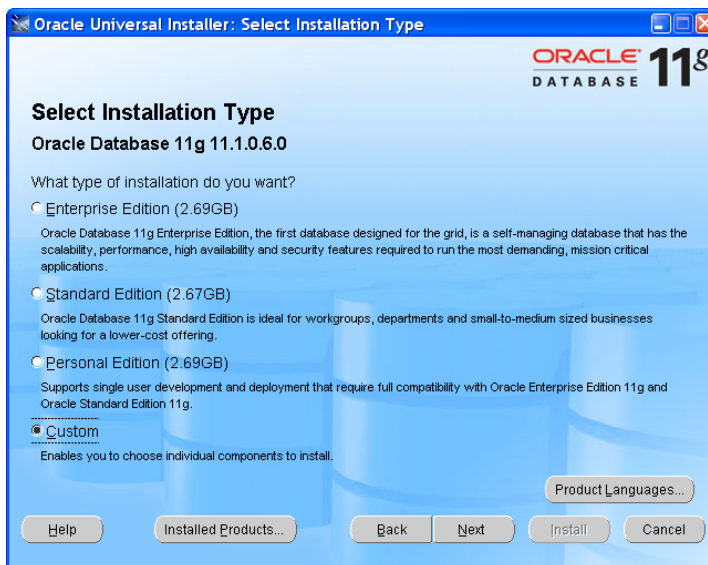 Oracle Universal Installer: Select Installation Type
ORACLE
DATABASE 11g
Select Installation Type
Oracle Database 11g 11.1.0.6.0
What type of installation do you want?
Enterprise Edition (2.69GB)
Oracle Database 11g Enterprise Edition, the first database designed for the grid, is a self-managing database that has the
scalability, performance, high availability and security features required to run the most demanding, mission critical
applications.
Standard Edition (2.67GB)
Oracle Database 11g Standard Edition is ideal for workgroups, departments and small-to-medium sized businesses
looking for a lower-cost offering.
Personal Edition (2.69GB)
Supports single user development and deployment that require full compatibility with Oracle Enterprise Edition 11g and
Oracle Standard Edition 11g.
Custom
Enables you to choose individual components to install.
Product Languages...
Help Installed Products... Back Next Install Cancel